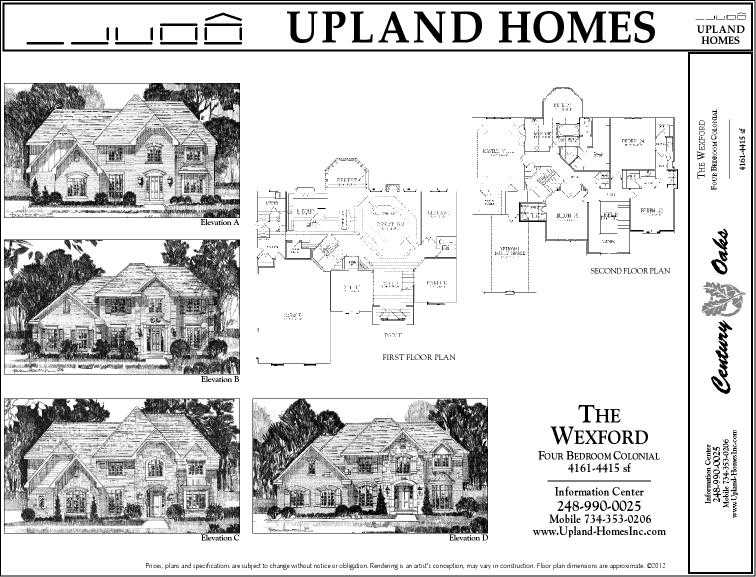 UPLAND HOMES
UPLAND
HOMES
Elevation A
Elevation B
Elevation C
Elevation D
FIRST FLOOR PLAN
SECOND FLOOR PLAN
THE
WEXFORD
FOUR BEDROOM COLONIAL
4161-4415 sf
Information Center
248-990-0025
Mobile 734-353-0206
www.Upland-HomesInc.com
THE WEXFORD
FOUR BEDROOM COLONIAL
4161-4415 sf
Century Oaks
Information Center
248-990-0025
Mobile 734-353-0206
www.Upland-HomesInc.com
Prices, plans and specifications are subject to change without notice or obligation. Rendering is an artist's conception, may vary in construction. Floor plan dimensions are approximate. ©2012